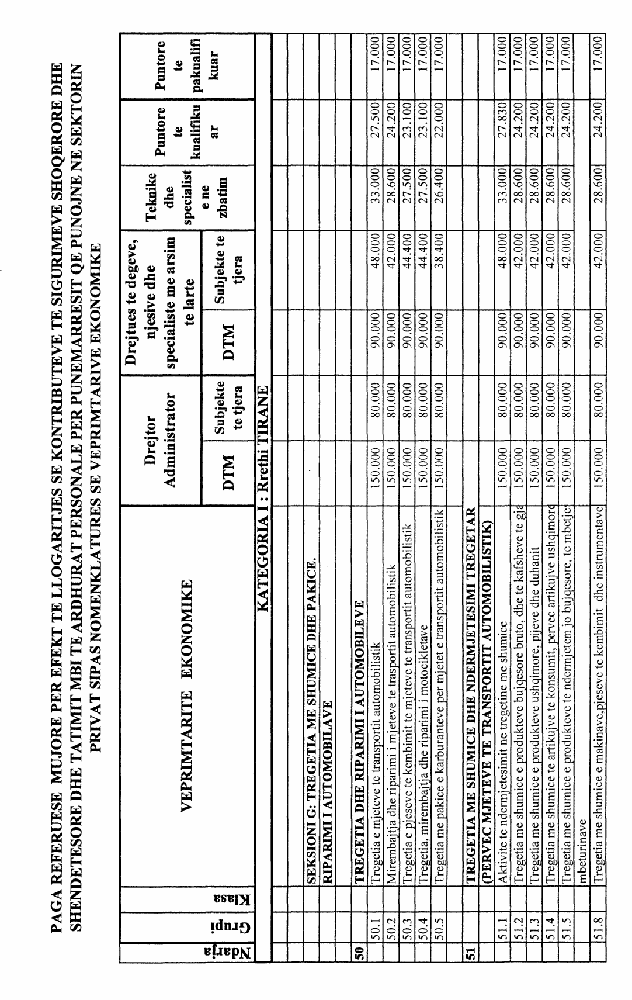 PAGA REFERUESE MUJORE PER EFEKT TE LLOGARITJES SE KONTRIBUTEVE TE SIGURIMEVE SHOQERORE DHE
SHENDETESORE DHE TATIMIT MBI TE ARDHURAT PERSONALE PER PUNEMARRESIT QE PUNOJNE NE SEKTORIN
PRIVAT SIPAS NOMENKLATURES SE VEPRIMTARIVE EKONOMIKE
Ndarja Grupi Klasa VEPRIMTARITE EKONOMIKE
Drejtor
Administrator
DTM
Subjekte
te tjera
Drejtues te degeve,
njesive dhe
specialiste me arsim
te larte
DTM
Subjekte te
tjera
Teknike
dhe
specialist
e ne
zbatim
Puntore
te
kualifiku
ar
Puntore
te
pakualifi
kuar
KATEGORIA I : Rrethi TIRANE
SEKSIONI G: TREGETIA ME SHUMICE DHE PAKICE.
RIPARIMI I AUTOMOBILAVE
50 TREGETIA DHE RIPARIMI I AUTOMOBILEVE
50.1 Tregetia e mjeteve te transportit automobilistik 150.000 80.000 90.000 48.000 33.000 27.500 17.000
50.2 Mirembajtja dhe riparimi i mjeteve te trasportit automobilistik 150.000 80.000 90.000 42.000 28.600 24.200 17.000
50.3 Tregetia e pjeseve te kembimit te mjeteve te transportit automobilistik 150.000 80.000 90.000 44.400 27.500 23.100 17.000
50.4 Tregetia, mirembajtja dhe riparimi i motocikletave 150.000 80.000 90.000 44.400 27.500 23.100 17.000
50.5 Tregetia me pakice e karburanteve per mjetet e transportit automobilistik 150.000 80.000 90.000 38.400 26.400 22.000 17.000
51 TREGETIA ME SHUMICE DHE NDERMJETESIMI TREGETAR
(PERVEC MJETEVE TE TRANSPORTIT AUTOMOBILISTIK)
51.1 Aktivite te ndermjetesimit ne tregetine me shumice 150.000 80.000 90.000 48.000 33.000 27.830 17.000
51.2 Tregetia me shumice e produkteve bujqesore bruto, dhe te kafsheve te gja 150.000 80.000 90.000 42.000 28.600 24.200 17.000
51.3 Tregetia me shumice e produkteve ushqimore, pijeve dhe duhanit 150.000 80.000 90.000 42.000 28.600 24.200 17.000
51.4 Tregetia me shumice te artikujve te konsumit, pervec artikujve ushqimore 150.000 80.000 90.000 42.000 28.600 24.200 17.000
51.5 Tregetia me shumice e produkteve te ndermjetem jo bujqesore, te mbetjev 150.000 80.000 90.000 42.000 28.600 24.200 17.000
mbeturinave
51.8 Tregetia me shumice e makinave,pjeseve te kembimit dhe instrumentave 150.000 80.000 90.000 42.000 28.600 24.200 17.000